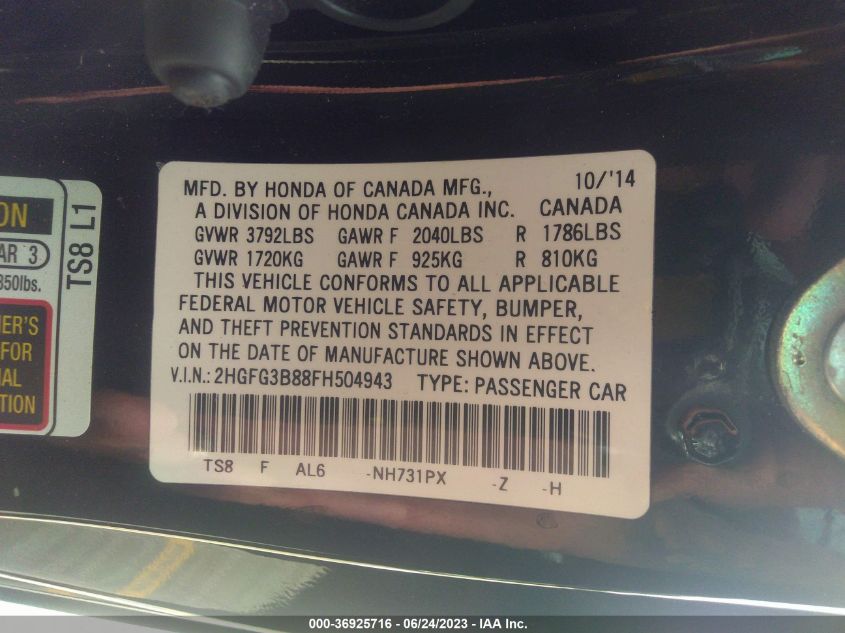 MFD. BY HONDA OF CANADA MFG., 10/'14
A DIVISION OF HONDA CANADA INC. CANADA
GVWR 3792LBS GAWR F 2040LBS R 1786LBS
GVWR 1720KG GAWR F 925KG R 810KG
THIS VEHICLE CONFORMS TO ALL APPLICABLE
FEDERAL MOTOR VEHICLE SAFETY, BUMPER,
AND THEFT PREVENTION STANDARDS IN EFFECT
ON THE DATE OF MANUFACTURE SHOWN ABOVE.
V.I.N.: 2HGFG3B88FH504943 TYPE: PASSENGER CAR
TS8 F AL6 -NH731PX -Z -H
ON
AR 3
850lbs.
ER'S
FOR
AL
TION
TS8 L1
000-36925716 - 06/24/2023 - IAA Inc.